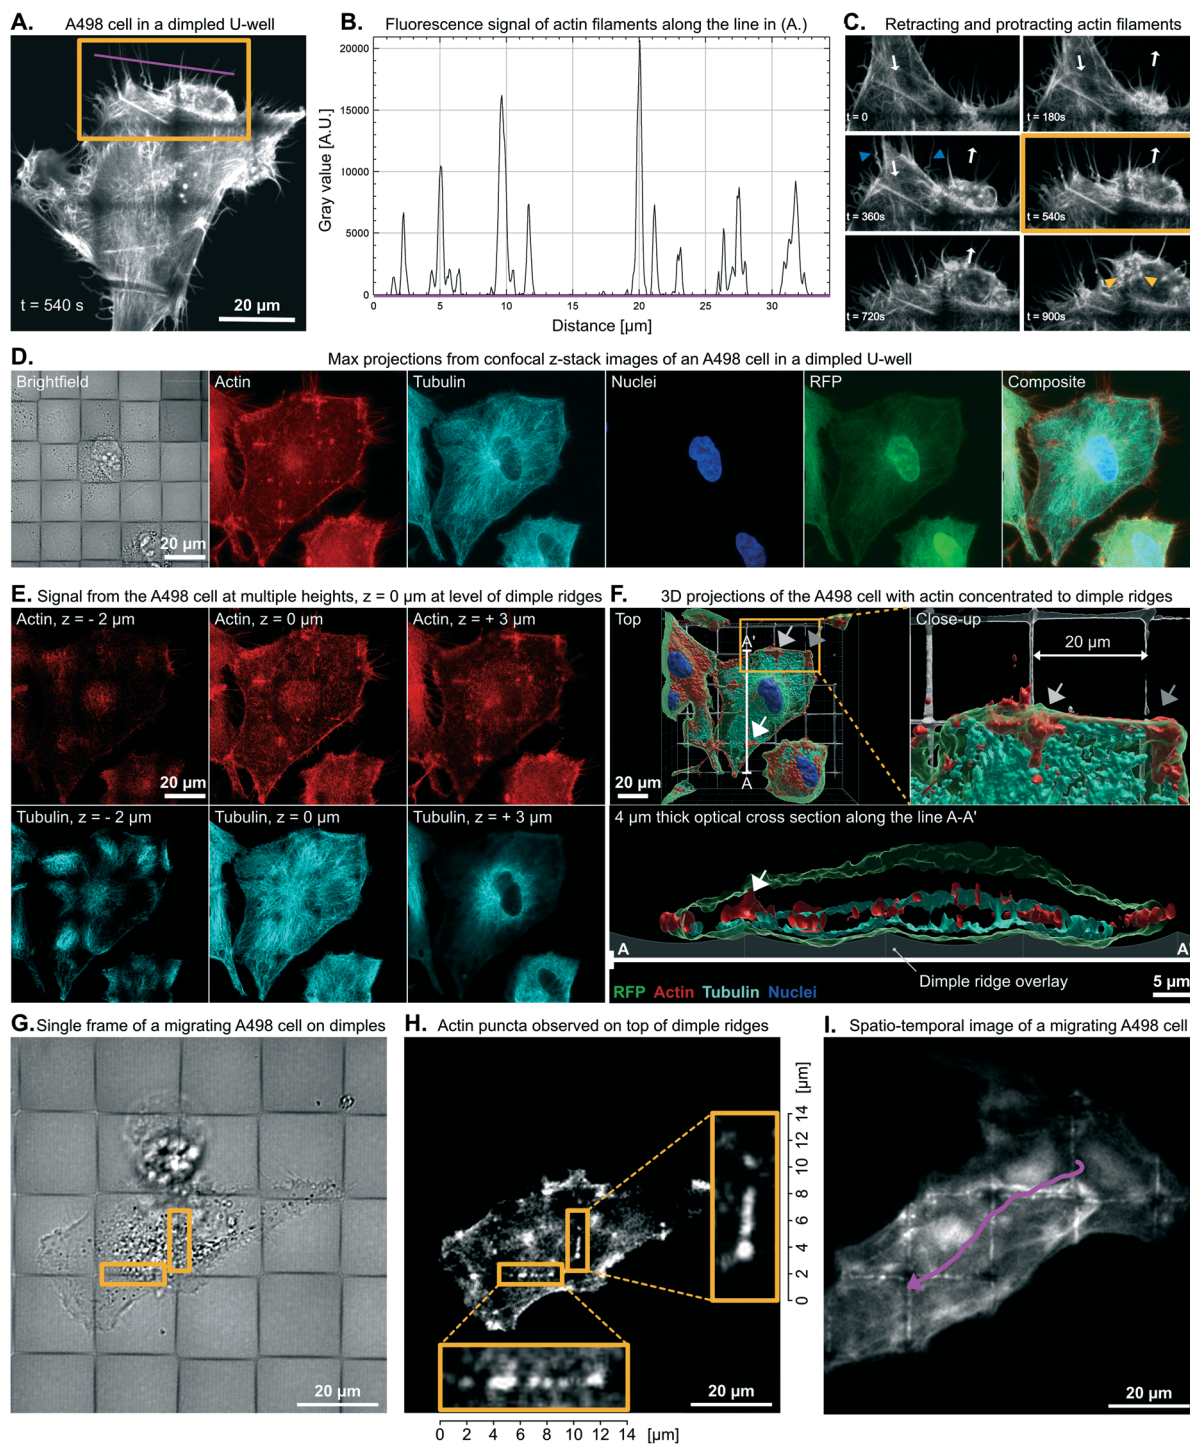 A. A498 cell in a dimpled U-well
t = 540 s
20 µm
B. Fluorescence signal of actin filaments along the line in (A.)
Gray value [A.U.]
20000
15000
10000
5000
0
0 5 10 15 20 25 30
Distance [µm]
C. Retracting and protracting actin filaments
t = 0
t = 180s
t = 360s
t = 540s
t = 720s
t = 900s
D. Max projections from confocal z-stack images of an A498 cell in a dimpled U-well
Brightfield
20 µm
Actin
Tubulin
Nuclei
RFP
Composite
E. Signal from the A498 cell at multiple heights, z = 0 µm at level of dimple ridges
Actin, z = - 2 µm
20 µm
Actin, z = 0 µm
Actin, z = + 3 µm
Tubulin, z = - 2 µm
Tubulin, z = 0 µm
Tubulin, z = + 3 µm
F. 3D projections of the A498 cell with actin concentrated to dimple ridges
Top
A'
A
20 µm
Close-up
20 µm
4 µm thick optical cross section along the line A-A'
A
A'
Dimple ridge overlay
RFP Actin Tubulin Nuclei
5 µm
G. Single frame of a migrating A498 cell on dimples
20 µm
H. Actin puncta observed on top of dimple ridges
[µm]
14
12
10
8
6
4
2
0
20 µm
0 2 4 6 8 10 12 14 [µm]
I. Spatio-temporal image of a migrating A498 cell
20 µm